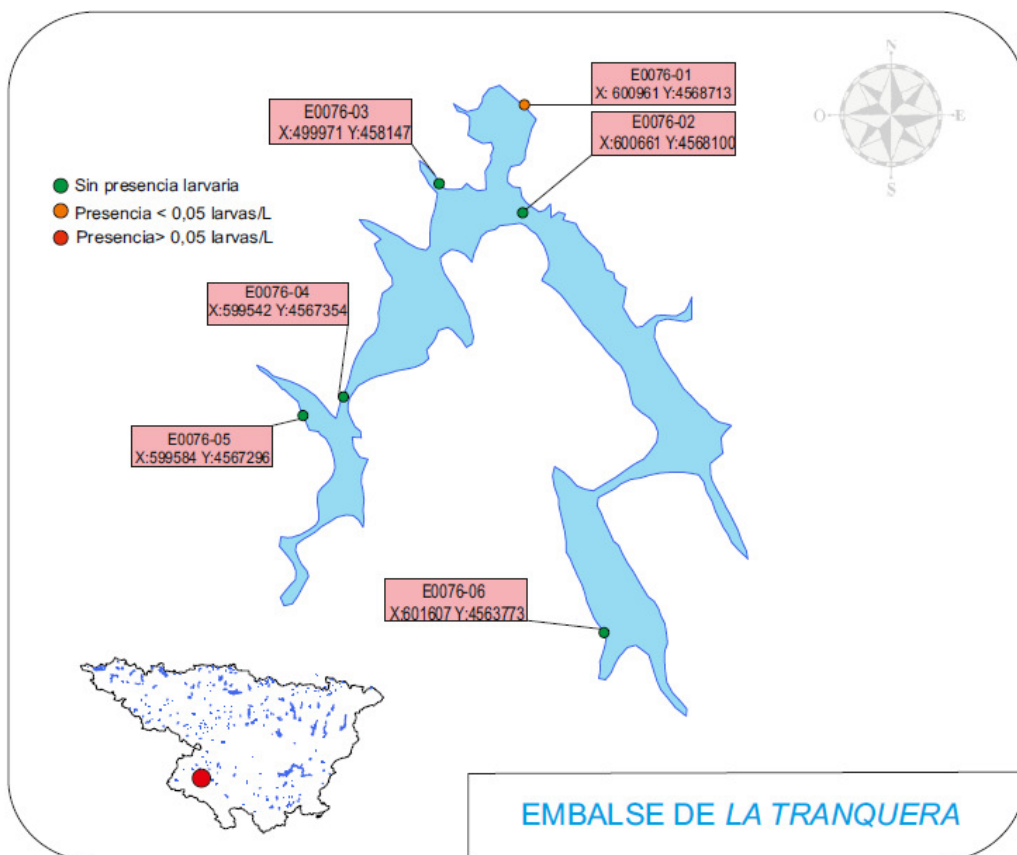 E0076-01
X: 600961 Y:4568713
E0076-03
X:499971 Y:458147
E0076-02
X:600661 Y:4568100
N
O
E
S
Sin presencia larvaria
Presencia < 0,05 larvas/L
Presencia> 0,05 larvas/L
E0076-04
X:599542 Y:4567354
E0076-05
X:599584 Y:4567296
E0076-06
X:601607 Y:4563773
EMBALSE DE LA TRANQUERA